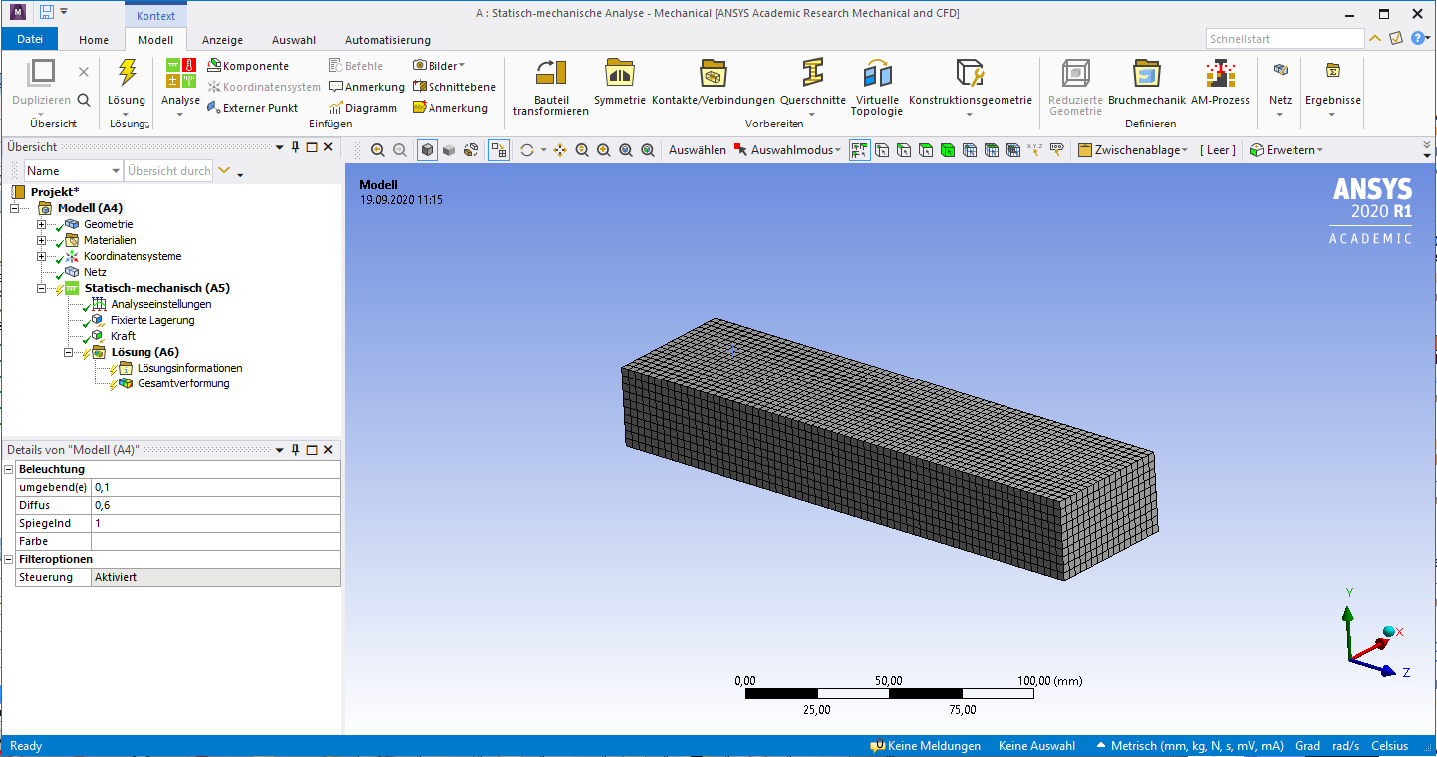 A : Statisch-mechanische Analyse - Mechanical [ANSYS Academic Research Mechanical and CFD]
Kontext
Datei Home Modell Anzeige Auswahl Automatisierung Schnellstart
Duplizieren
Übersicht
Lösung
Lösung
Analyse
Komponente
Koordinatensystem
Externer Punkt
Befehle
Anmerkung
Diagramm
Bilder
Schnittebene
Anmerkung
Einfügen
Bauteil transformieren
Symmetrie
Kontakte/Verbindungen
Querschnitte
Virtuelle Topologie
Konstruktionsgeometrie
Vorbereiten
Reduzierte Geometrie
Bruchmechanik
AM-Prozess
Definieren
Netz
Ergebnisse
Übersicht
Name Übersicht durch
Projekt*
Modell (A4)
Geometrie
Materialien
Koordinatensysteme
Netz
Statisch-mechanisch (A5)
Analyseeinstellungen
Fixierte Lagerung
Kraft
Lösung (A6)
Lösungsinformationen
Gesamtverformung
Details von "Modell (A4)"
Beleuchtung
umgebend(e) 0,1
Diffus 0,6
Spiegelnd 1
Farbe
Filteroptionen
Steuerung Aktiviert
Auswählen Auswahlmodus Zwischenablage [ Leer ] Erweitern
Modell
19.09.2020 11:15
ANSYS
2020 R1
ACADEMIC
Y
X
Z
0,00 50,00 100,00 (mm)
25,00 75,00
Ready Keine Meldungen Keine Auswahl Metrisch (mm, kg, N, s, mV, mA) Grad rad/s Celsius